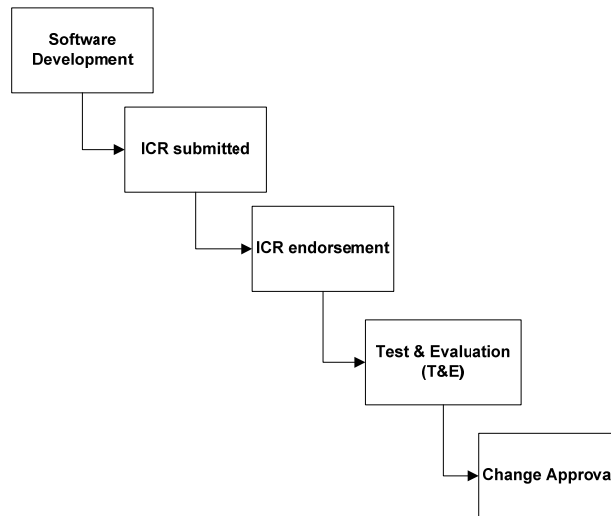 Software
Development
ICR submitted
ICR endorsement
Test & Evaluation
(T&E)
Change Approva